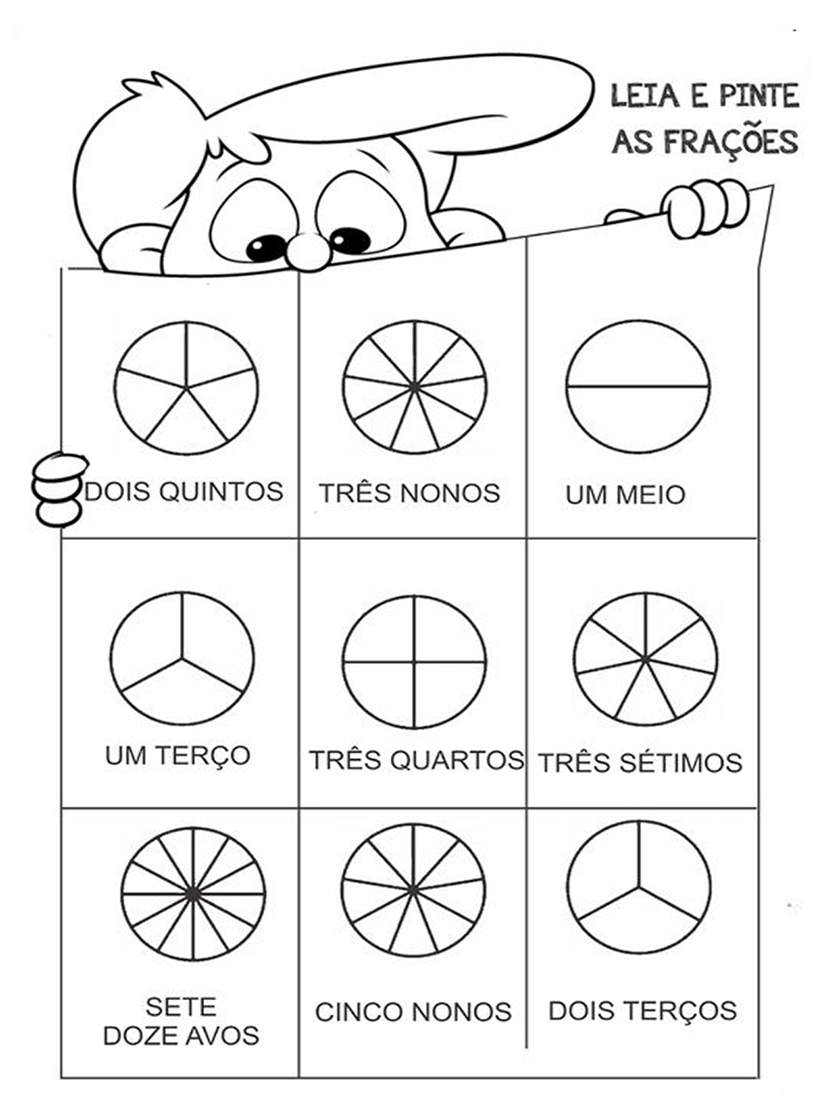 LEIA E PINTE
AS FRAÇÕES
DOIS QUINTOS
TRÊS NONOS
UM MEIO
UM TERÇO
TRÊS QUARTOS
TRÊS SÉTIMOS
SETE
DOZE AVOS
CINCO NONOS
DOIS TERÇOS